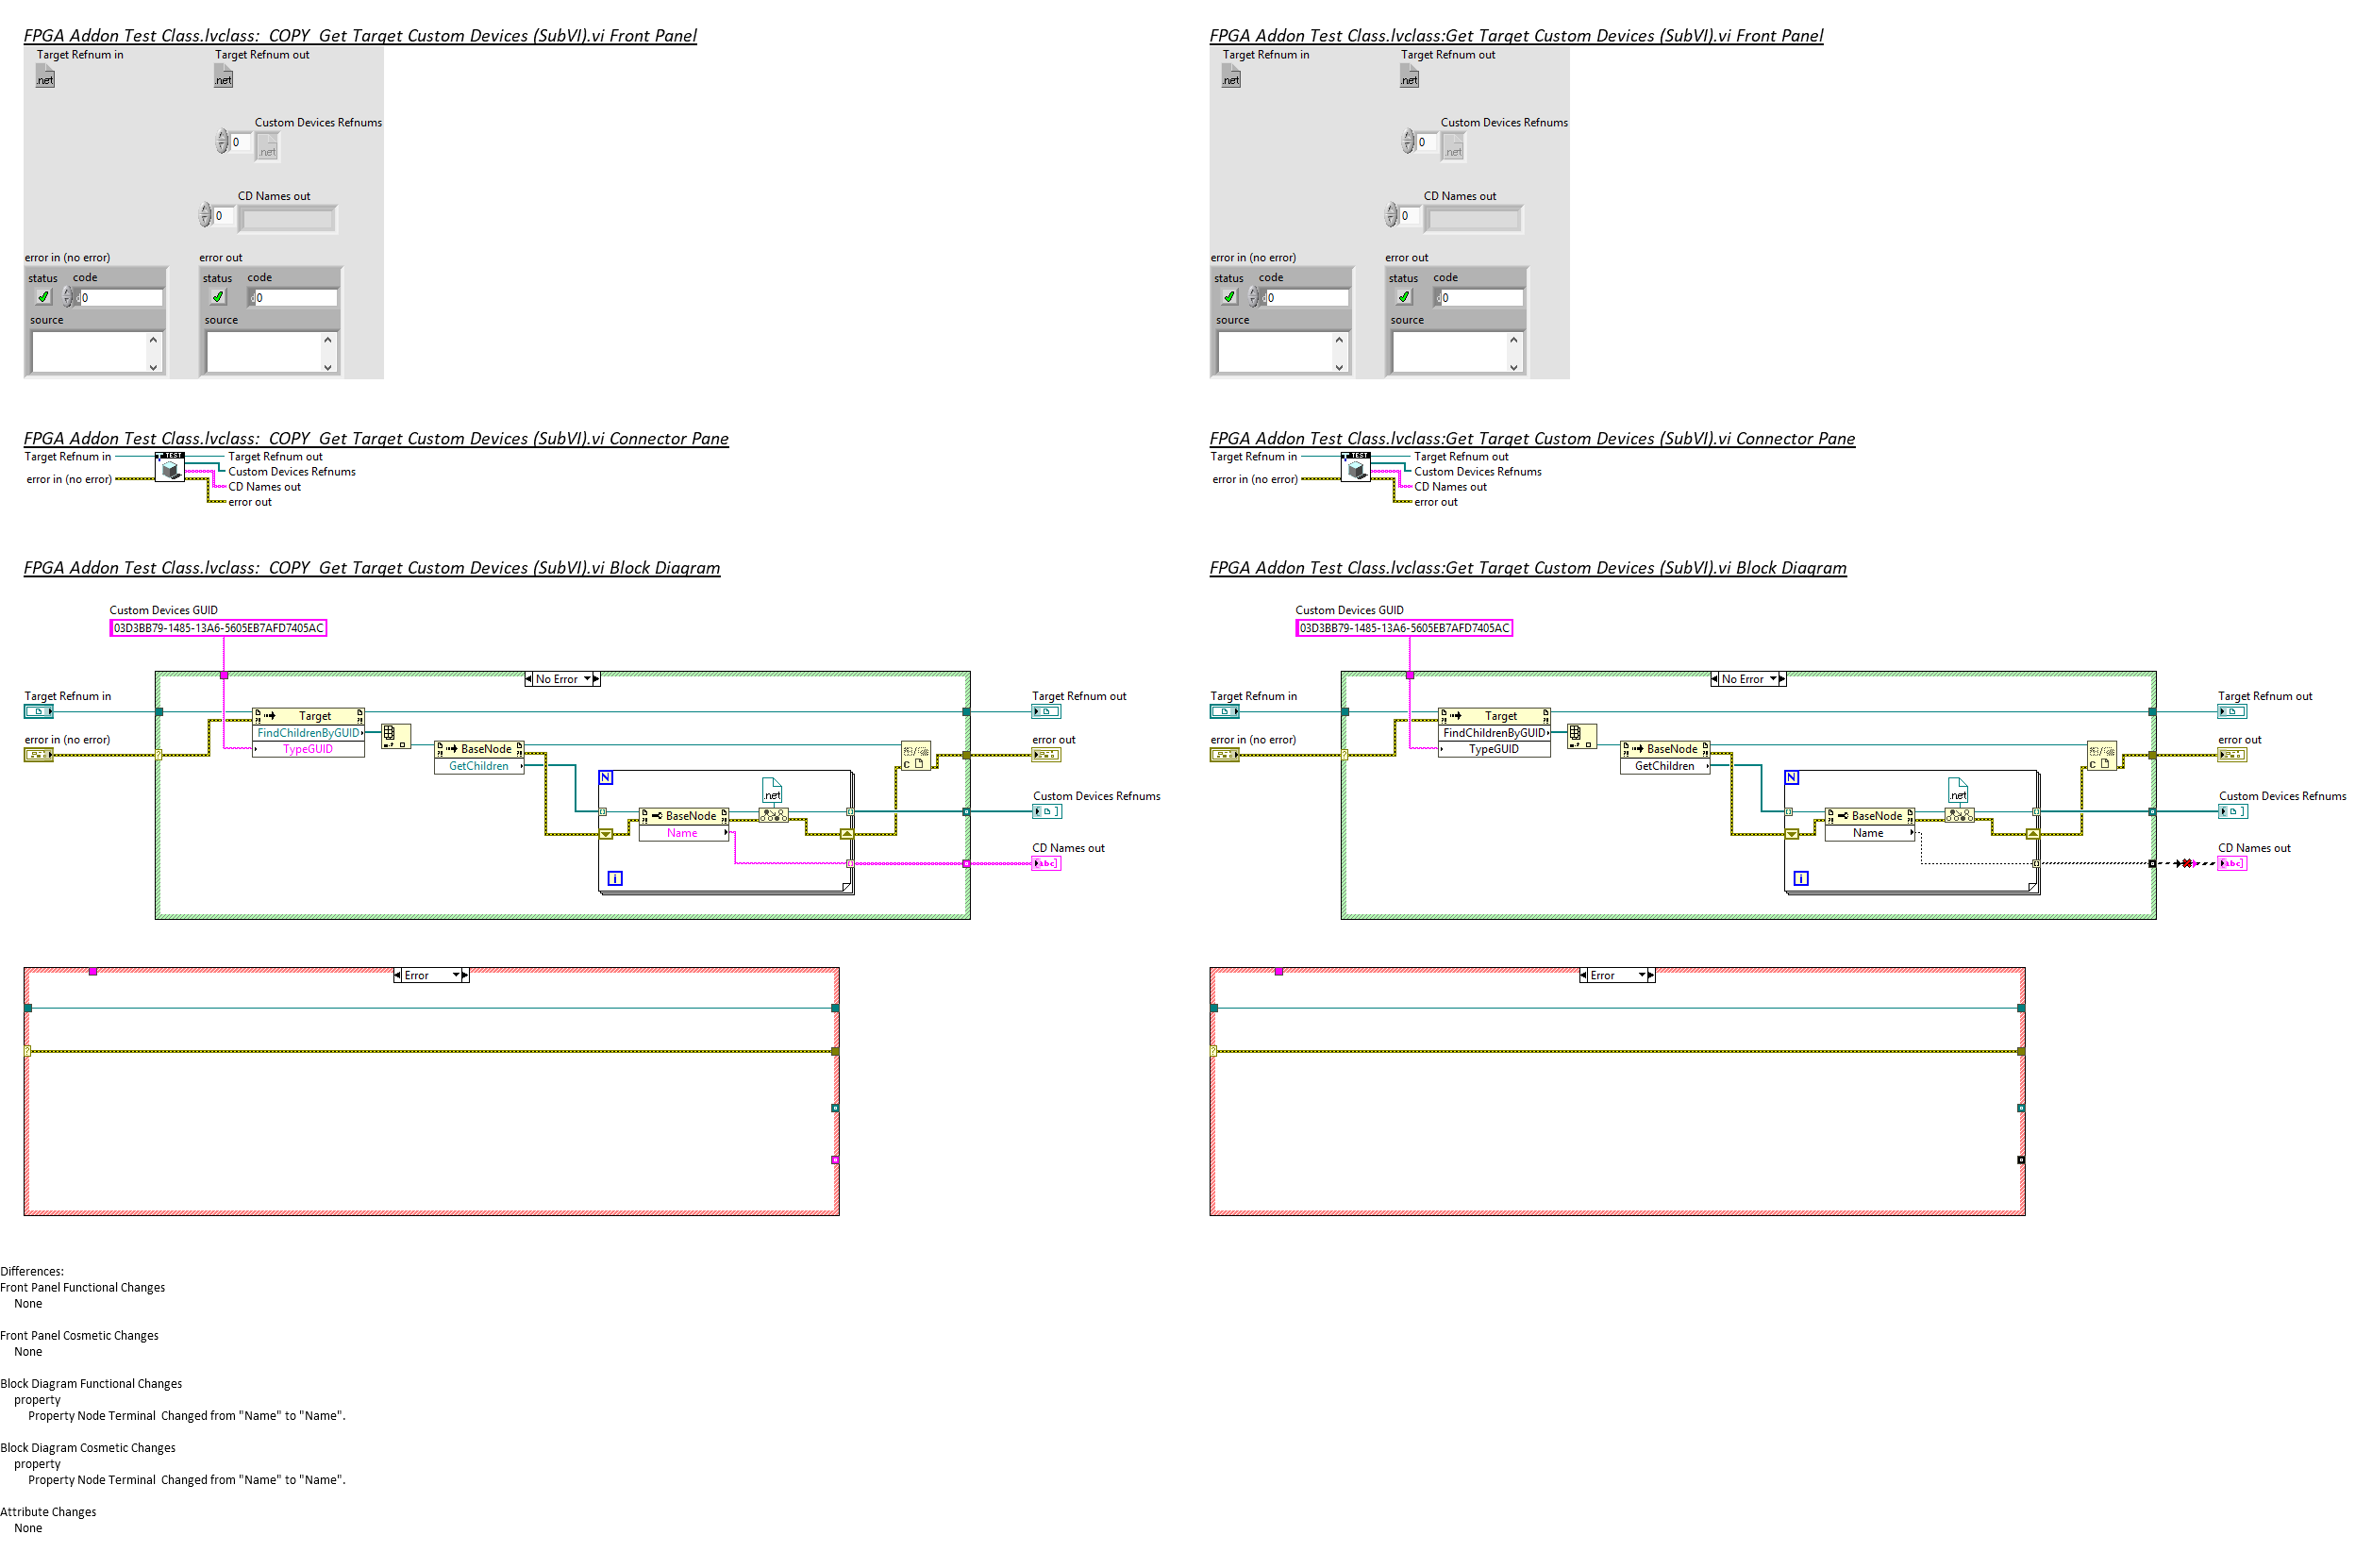 FPGA Addon Test Class.lvclass:  COPY  Get Target Custom Devices (SubVI).vi Front Panel
Target Refnum in
Target Refnum out
.net
.net
Custom Devices Refnums
0
.net
CD Names out
0
error in (no error)
error out
status
code
status
code
0
0
source
source
FPGA Addon Test Class.lvclass:  COPY  Get Target Custom Devices (SubVI).vi Connector Pane
Target Refnum in
TEST
Target Refnum out
Custom Devices Refnums
error in (no error)
CD Names out
error out
FPGA Addon Test Class.lvclass:  COPY  Get Target Custom Devices (SubVI).vi Block Diagram
Custom Devices GUID
03D3BB79-1485-13A6-5605EB7AFD7405AC
No Error
Target Refnum in
Target Refnum out
Target
FindChildrenByGUID
TypeGUID
error in (no error)
error out
BaseNode
GetChildren
C
N
.net
Custom Devices Refnums
BaseNode
Name
CD Names out
abc
i
Error
FPGA Addon Test Class.lvclass:Get Target Custom Devices (SubVI).vi Front Panel
Target Refnum in
Target Refnum out
.net
.net
Custom Devices Refnums
0
.net
CD Names out
0
error in (no error)
error out
status
code
status
code
0
0
source
source
FPGA Addon Test Class.lvclass:Get Target Custom Devices (SubVI).vi Connector Pane
Target Refnum in
TEST
Target Refnum out
Custom Devices Refnums
error in (no error)
CD Names out
error out
FPGA Addon Test Class.lvclass:Get Target Custom Devices (SubVI).vi Block Diagram
Custom Devices GUID
03D3BB79-1485-13A6-5605EB7AFD7405AC
No Error
Target Refnum in
Target Refnum out
Target
FindChildrenByGUID
TypeGUID
error in (no error)
error out
BaseNode
GetChildren
C
N
.net
Custom Devices Refnums
BaseNode
Name
CD Names out
abc
i
Error
Differences:
Front Panel Functional Changes
None
Front Panel Cosmetic Changes
None
Block Diagram Functional Changes
property
Property Node Terminal  Changed from "Name" to "Name".
Block Diagram Cosmetic Changes
property
Property Node Terminal  Changed from "Name" to "Name".
Attribute Changes
None